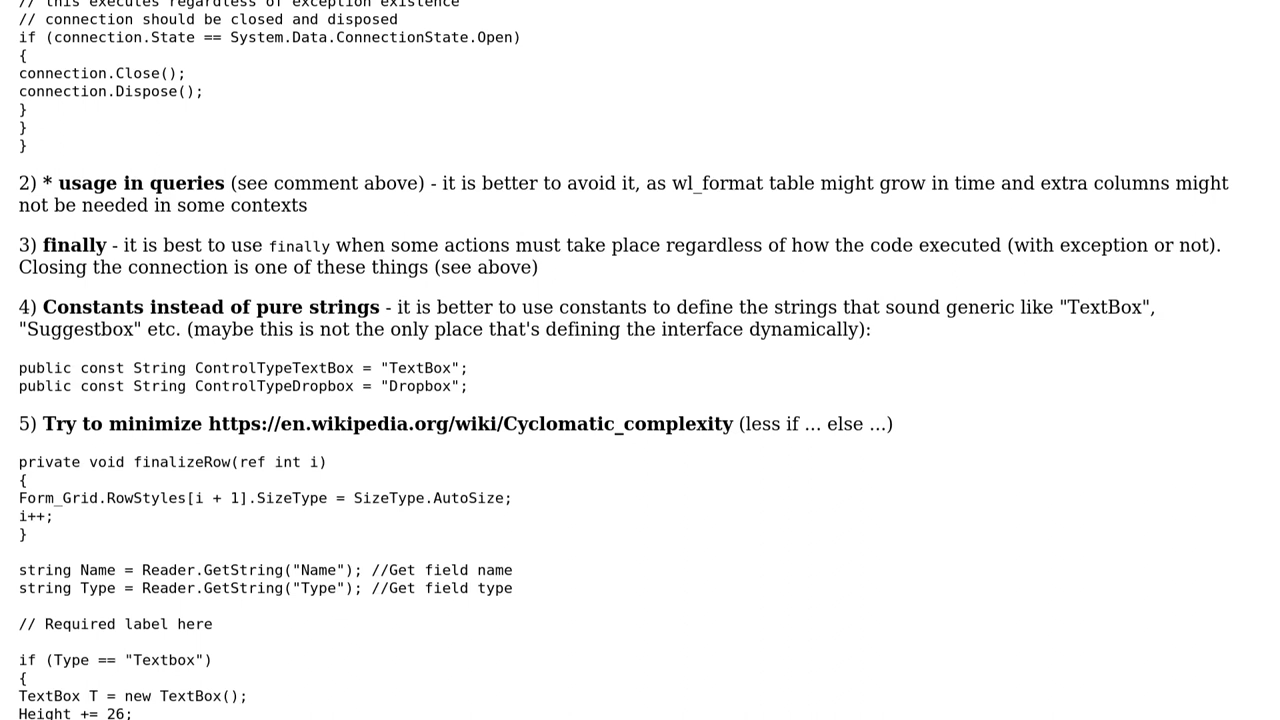 // this executes regardless of exception existence
// connection should be closed and disposed
if (connection.State == System.Data.ConnectionState.Open)
{
connection.Close();
connection.Dispose();
}
}
}
2) * usage in queries (see comment above) - it is better to avoid it, as wl_format table might grow in time and extra columns might
not be needed in some contexts
3) finally - it is best to use finally when some actions must take place regardless of how the code executed (with exception or not).
Closing the connection is one of these things (see above)
4) Constants instead of pure strings - it is better to use constants to define the strings that sound generic like "TextBox",
"Suggestbox" etc. (maybe this is not the only place that's defining the interface dynamically):
public const String ControlTypeTextBox = "TextBox";
public const String ControlTypeDropbox = "Dropbox";
5) Try to minimize https://en.wikipedia.org/wiki/Cyclomatic_complexity (less if ... else ...)
private void finalizeRow(ref int i)
{
Form_Grid.RowStyles[i + 1].SizeType = SizeType.AutoSize;
i++;
}
string Name = Reader.GetString("Name"); //Get field name
string Type = Reader.GetString("Type"); //Get field type
// Required label here
if (Type == "Textbox")
{
TextBox T = new TextBox();
Height += 26;